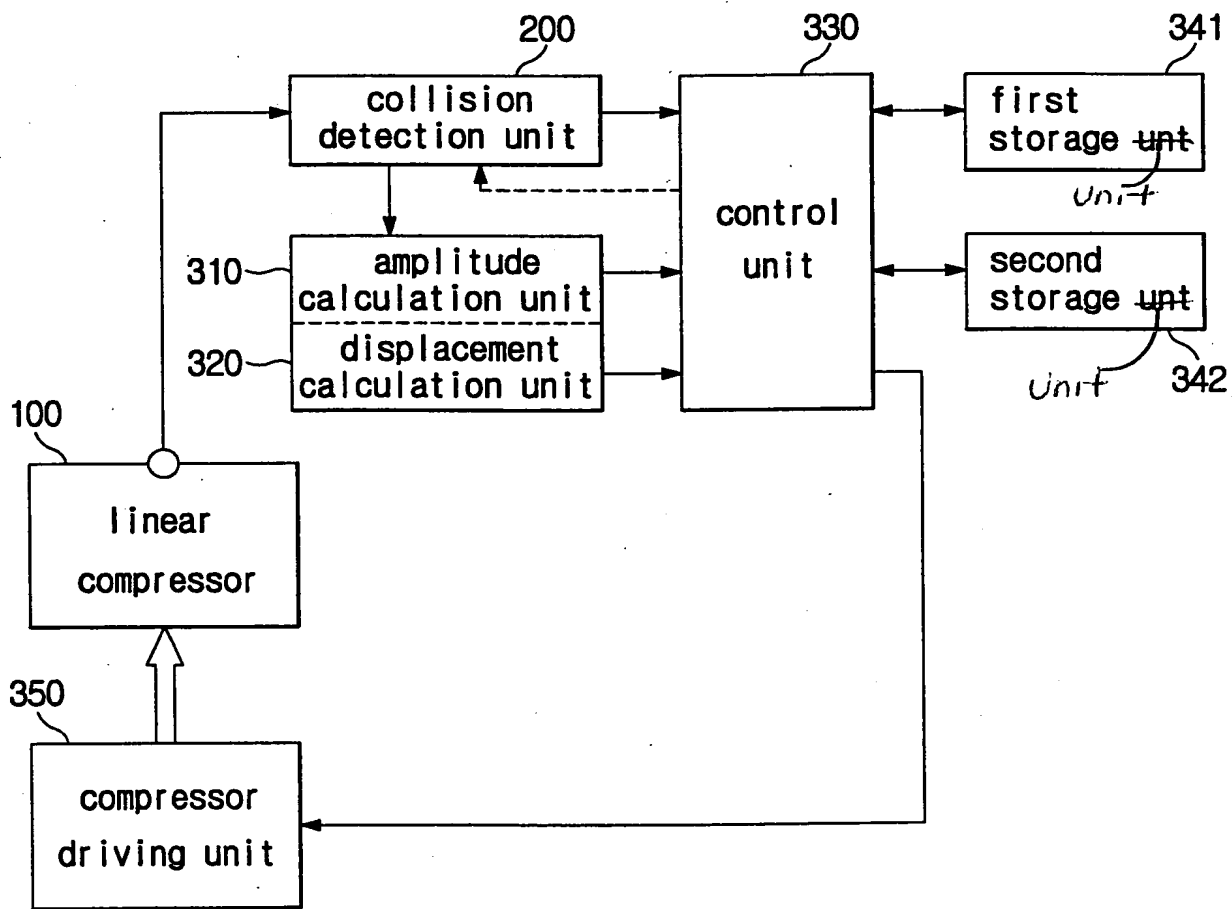 200
330
341
collision
detection unit
first
storage unt
unit
310
amplitude
calculation unit
control
unit
second
storage unt
unit
342
320
displacement
calculation unit
100
linear
compressor
350
compressor
driving unit